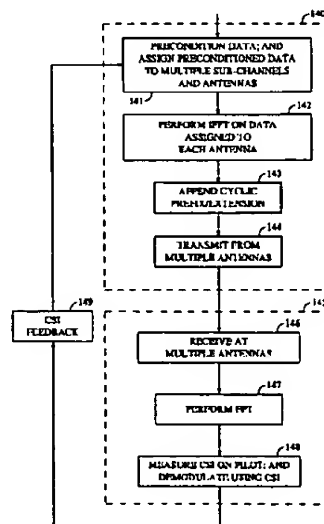 140
PRECONDITION DATA; AND
ASSIGN PRECONDITIONED DATA
TO MULTIPLE SUB-CHANNELS
AND ANTENNAS
141
142
PERFORM IFFT ON DATA
ASSIGNED TO
EACH ANTENNA
143
APPEND CYCLIC
PREFIX/EXTENSION
144
TRANSMIT FROM
MULTIPLE ANTENNAS
145
149
CSI
FEEDBACK
146
RECEIVE AT
MULTIPLE ANTENNAS
147
PERFORM FFT
148
MEASURE CSI ON PILOT; AND
DEMODULATE USING CSI